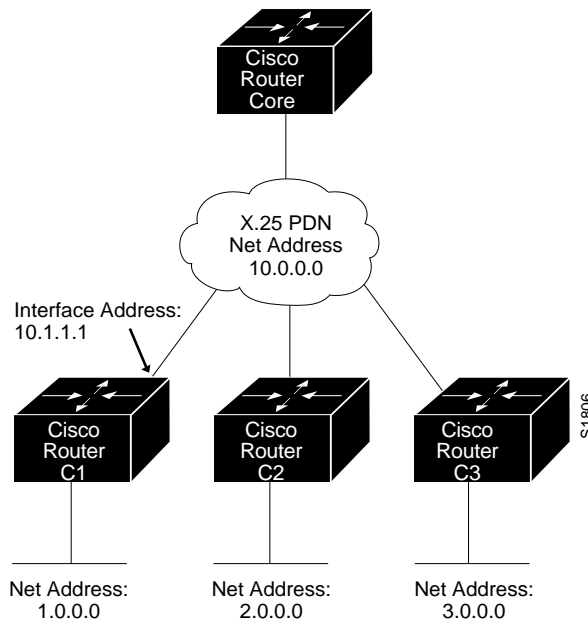 Cisco
Router
Core
X.25 PDN
Net Address
10.0.0.0
Interface Address:
10.1.1.1
Cisco
Router
C1
Cisco
Router
C2
Cisco
Router
C3
S1806
Net Address:
1.0.0.0
Net Address:
2.0.0.0
Net Address:
3.0.0.0